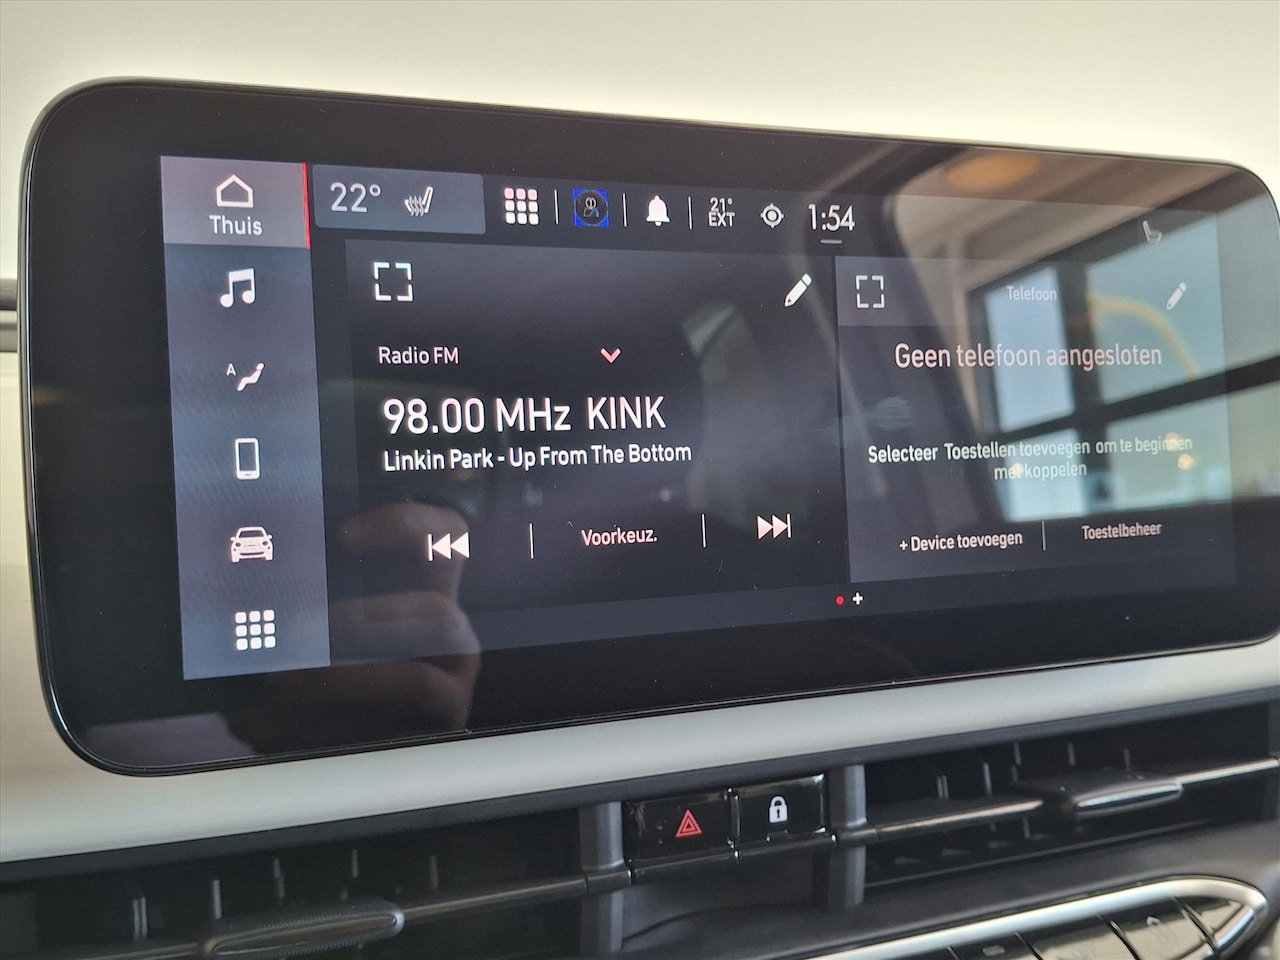 Thuis
22°
21°
EXT
1:54
A
Radio FM
98.00 MHz KINK
Linkin Park - Up From The Bottom
Voorkeuz.
Telefoon
Geen telefoon aangesloten
Selecteer Toestellen toevoegen om te beginnen
met koppelen
+ Device toevoegen
Toestelbeheer